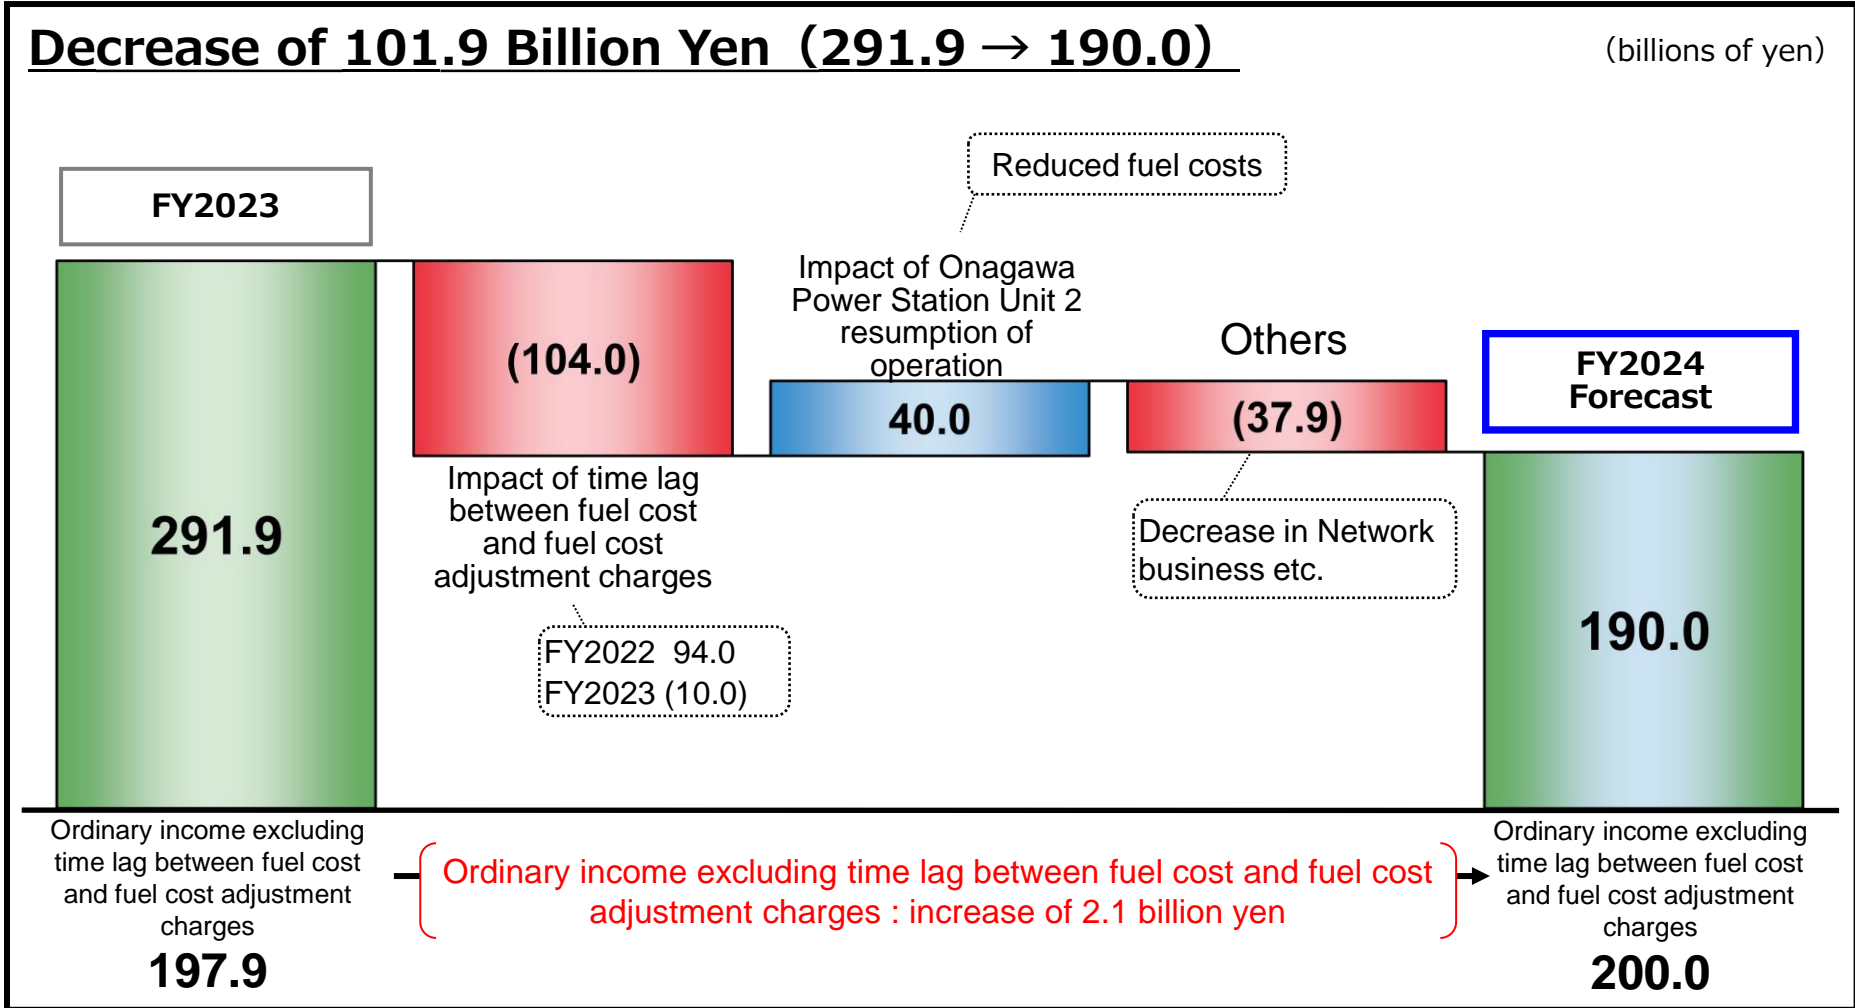 Decrease of 101.9 Billion Yen（291.9 → 190.0）
（billions of yen）
Reduced fuel costs
FY2023
Impact of Onagawa
Power Station Unit 2
resumption of
operation
Others
FY2024
Forecast
(104.0)
40.0
(37.9)
Impact of time lag
between fuel cost
and fuel cost
adjustment charges
291.9
Decrease in Network
business etc.
190.0
FY2022 94.0
FY2023 (10.0)
Ordinary income excluding
time lag between fuel cost
and fuel cost adjustment
charges
197.9
Ordinary income excluding time lag between fuel cost and fuel cost
adjustment charges : increase of 2.1 billion yen
Ordinary income excluding
time lag between fuel cost
and fuel cost adjustment
charges
200.0